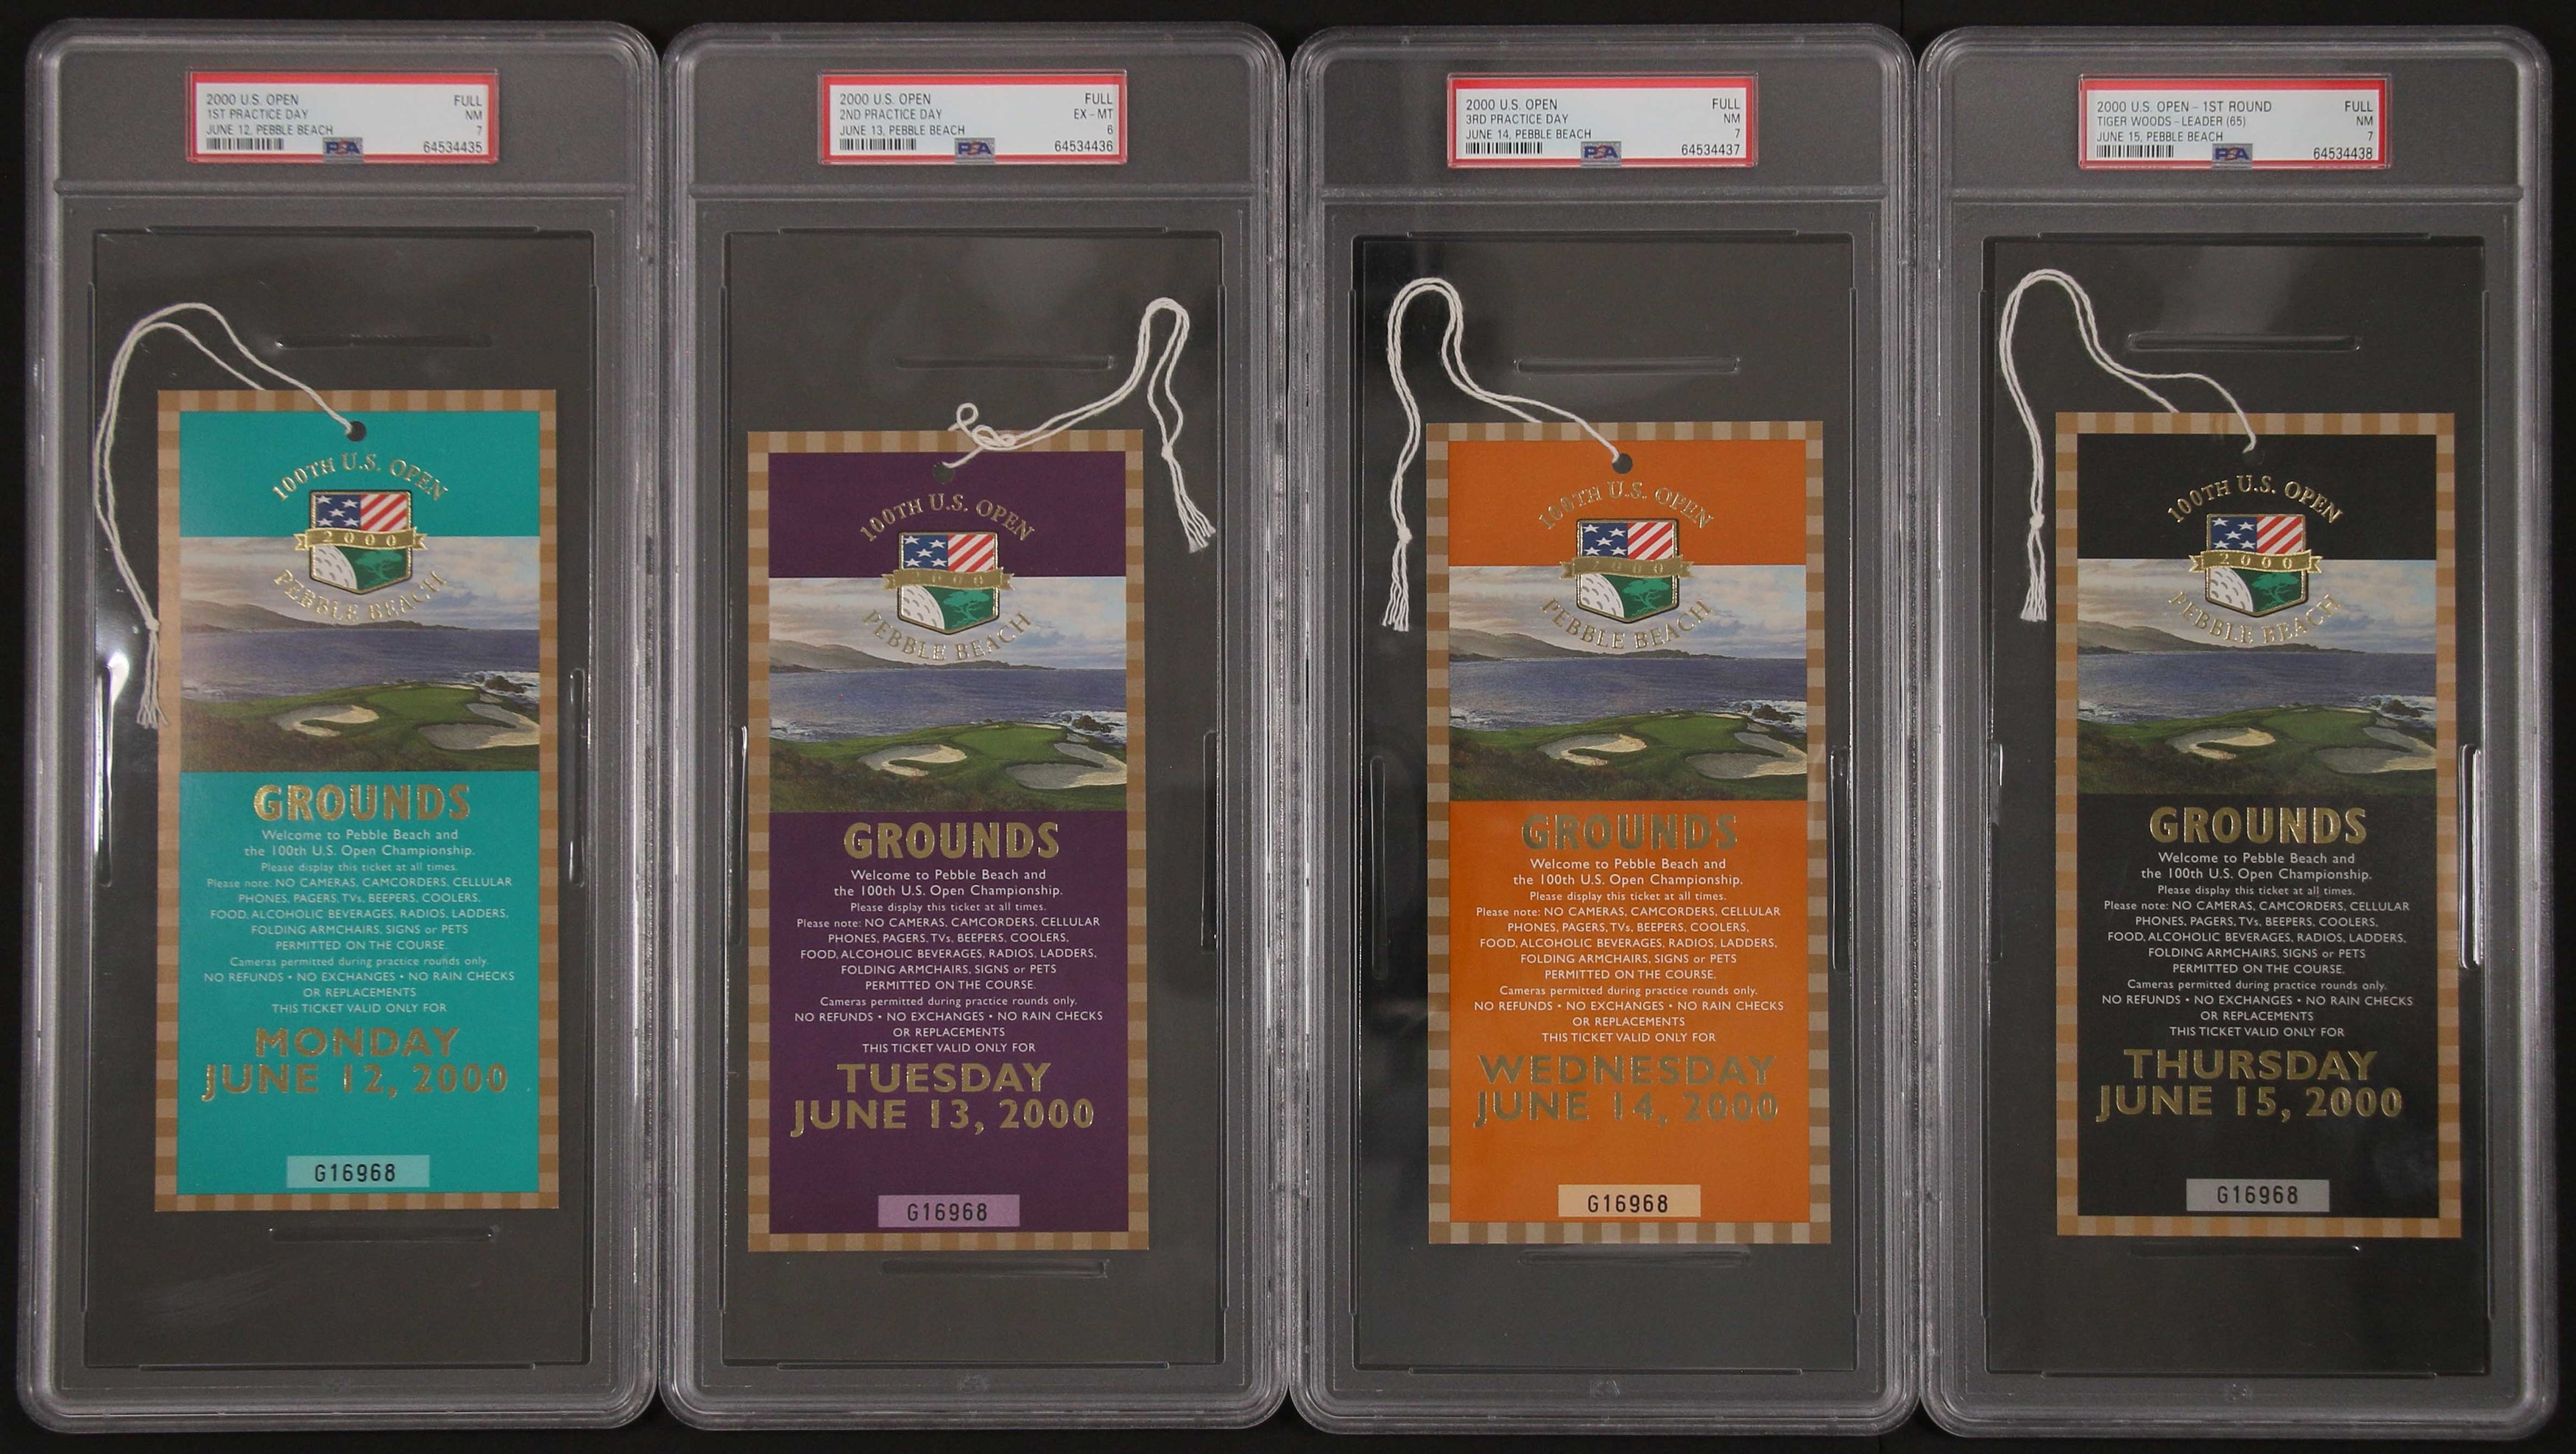 2000 U.S. OPEN FULL
1ST PRACTICE DAY NM
JUNE 12, PEBBLE BEACH 7
PSA 64534435
100TH U.S. OPEN
2000
PEBBLE BEACH
GROUNDS
Welcome to Pebble Beach and
the 100th U.S. Open Championship.
Please display this ticket at all times.
Please note: NO CAMERAS, CAMCORDERS, CELLULAR
PHONES, PAGERS, TVs, BEEPERS, COOLERS,
FOOD, ALCOHOLIC BEVERAGES, RADIOS, LADDERS,
FOLDING ARMCHAIRS, SIGNS or PETS
PERMITTED ON THE COURSE.
Cameras permitted during practice rounds only.
NO REFUNDS • NO EXCHANGES • NO RAIN CHECKS
OR REPLACEMENTS
THIS TICKET VALID ONLY FOR
MONDAY
JUNE 12, 2000
G16968
2000 U.S. OPEN FULL
2ND PRACTICE DAY EX-MT
JUNE 13, PEBBLE BEACH 6
PSA 64534436
100TH U.S. OPEN
2000
PEBBLE BEACH
GROUNDS
Welcome to Pebble Beach and
the 100th U.S. Open Championship.
Please display this ticket at all times.
Please note: NO CAMERAS, CAMCORDERS, CELLULAR
PHONES, PAGERS, TVs, BEEPERS, COOLERS,
FOOD, ALCOHOLIC BEVERAGES, RADIOS, LADDERS,
FOLDING ARMCHAIRS, SIGNS or PETS
PERMITTED ON THE COURSE.
Cameras permitted during practice rounds only.
NO REFUNDS • NO EXCHANGES • NO RAIN CHECKS
OR REPLACEMENTS
THIS TICKET VALID ONLY FOR
TUESDAY
JUNE 13, 2000
G16968
2000 U.S. OPEN FULL
3RD PRACTICE DAY NM
JUNE 14, PEBBLE BEACH 7
PSA 64534437
100TH U.S. OPEN
2000
PEBBLE BEACH
GROUNDS
Welcome to Pebble Beach and
the 100th U.S. Open Championship.
Please display this ticket at all times.
Please note: NO CAMERAS, CAMCORDERS, CELLULAR
PHONES, PAGERS, TVs, BEEPERS, COOLERS,
FOOD, ALCOHOLIC BEVERAGES, RADIOS, LADDERS,
FOLDING ARMCHAIRS, SIGNS or PETS
PERMITTED ON THE COURSE.
Cameras permitted during practice rounds only.
NO REFUNDS • NO EXCHANGES • NO RAIN CHECKS
OR REPLACEMENTS
THIS TICKET VALID ONLY FOR
WEDNESDAY
JUNE 14, 2000
G16968
2000 U.S. OPEN - 1ST ROUND FULL
TIGER WOODS - LEADER (65) NM
JUNE 15, PEBBLE BEACH 7
PSA 64534438
100TH U.S. OPEN
2000
PEBBLE BEACH
GROUNDS
Welcome to Pebble Beach and
the 100th U.S. Open Championship.
Please display this ticket at all times.
Please note: NO CAMERAS, CAMCORDERS, CELLULAR
PHONES, PAGERS, TVs, BEEPERS, COOLERS,
FOOD, ALCOHOLIC BEVERAGES, RADIOS, LADDERS,
FOLDING ARMCHAIRS, SIGNS or PETS
PERMITTED ON THE COURSE.
Cameras permitted during practice rounds only.
NO REFUNDS • NO EXCHANGES • NO RAIN CHECKS
OR REPLACEMENTS
THIS TICKET VALID ONLY FOR
THURSDAY
JUNE 15, 2000
G16968